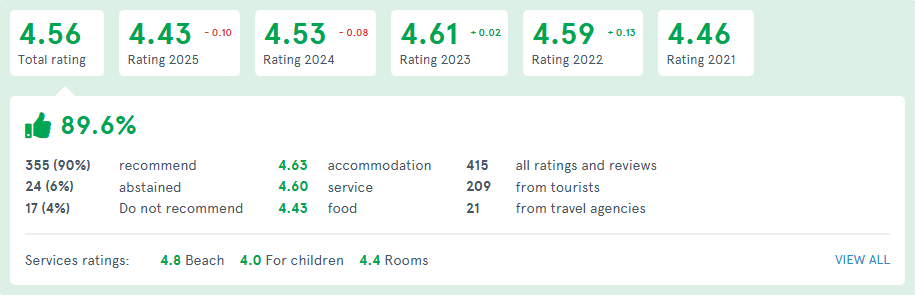 4.56 4.43 - 0.10 4.53 - 0.08 4.61 + 0.02 4.59 + 0.13 4.46
Total rating Rating 2025 Rating 2024 Rating 2023 Rating 2022 Rating 2021
89.6%
355 (90%) recommend 4.63 accommodation 415 all ratings and reviews
24 (6%) abstained 4.60 service 209 from tourists
17 (4%) Do not recommend 4.43 food 21 from travel agencies
Services ratings: 4.8 Beach 4.0 For children 4.4 Rooms VIEW ALL